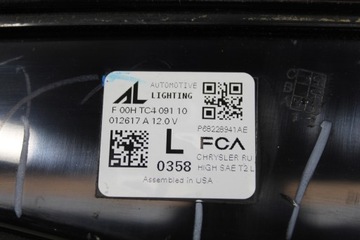 AL AUTOMOTIVE
LIGHTING
F 00H TC4 091 10
012617 A 12.0 V
P68226941AE
L FCA
0358
CHRYSLER RU
HIGH SAE T2 L
Assembled in USA